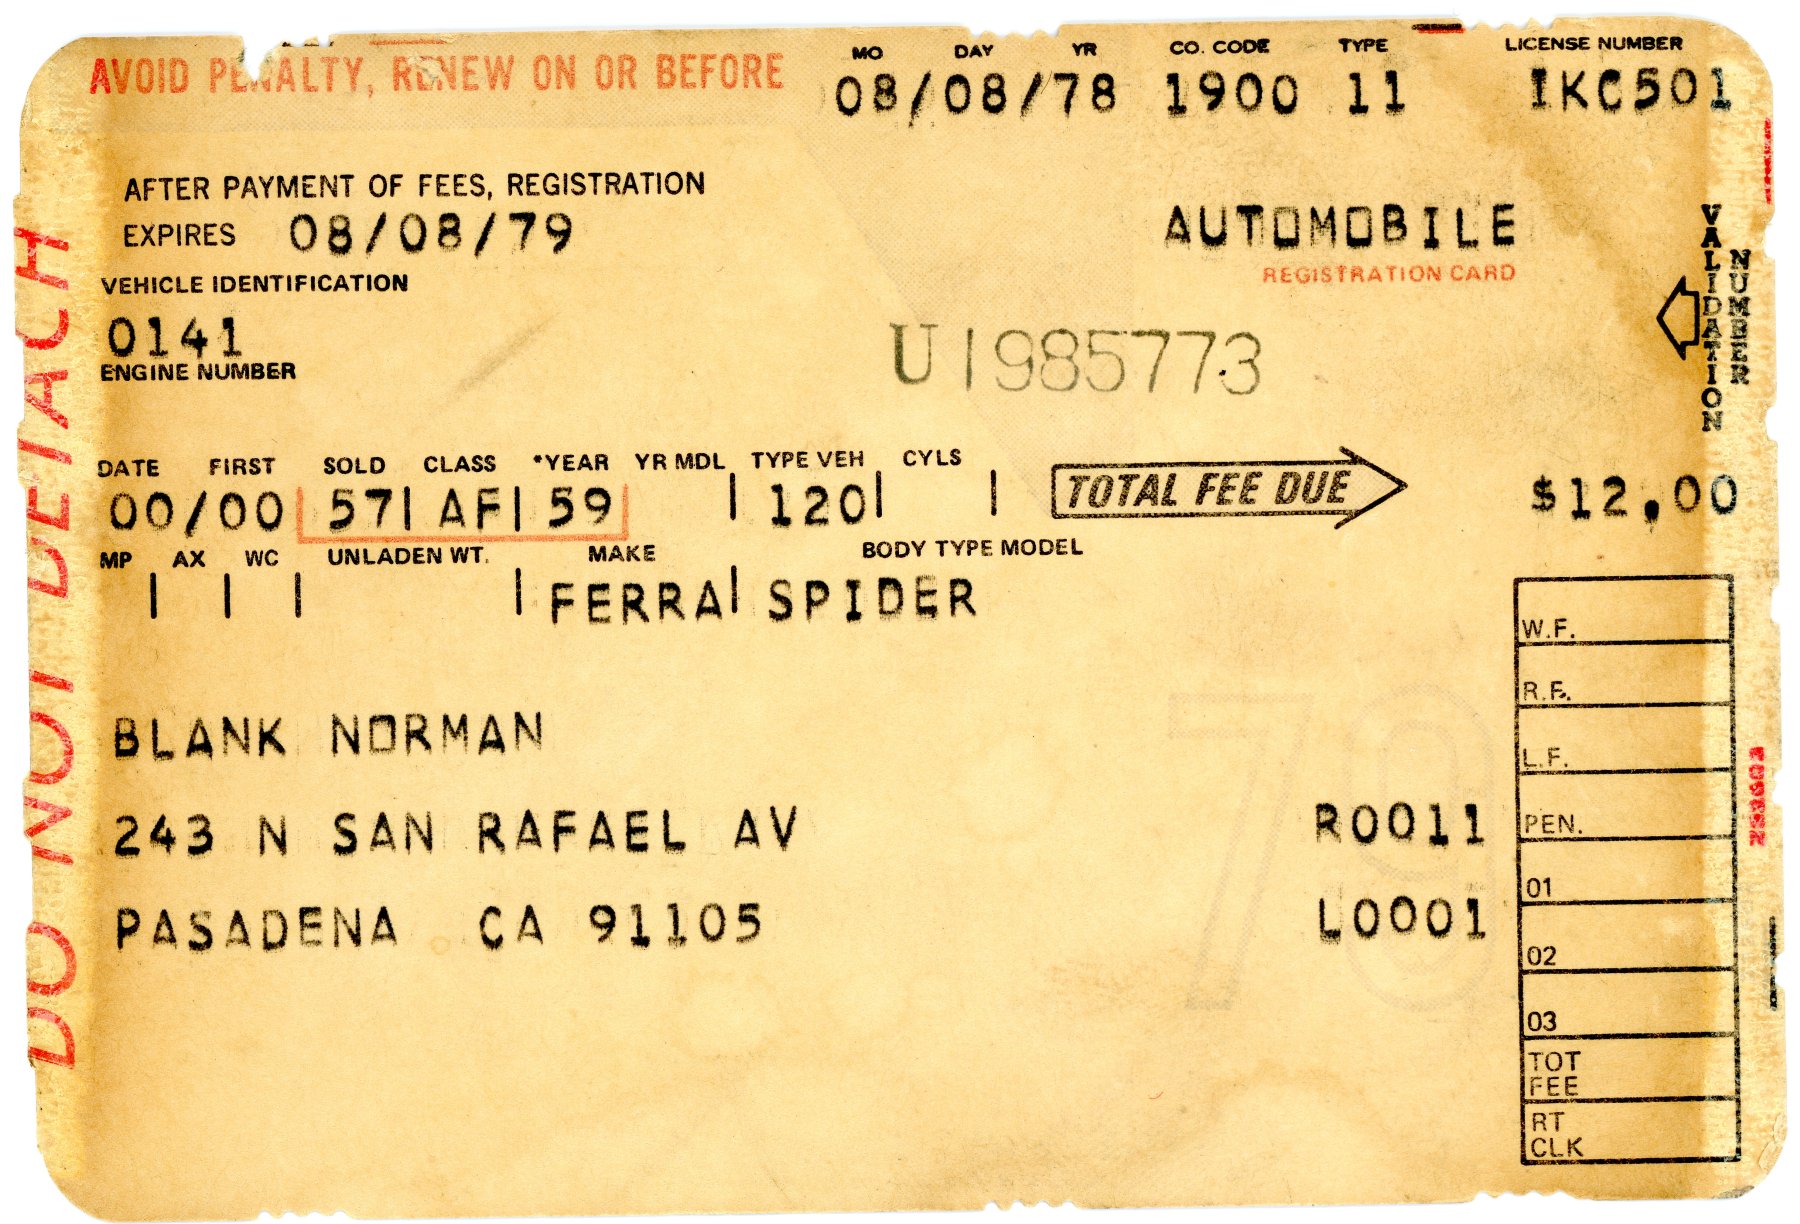 MO DAY YR CO. CODE TYPE LICENSE NUMBER
AVOID PENALTY, RENEW ON OR BEFORE 08/08/78 1900 11 IKC501
AFTER PAYMENT OF FEES, REGISTRATION
EXPIRES 08/08/79
AUTOMOBILE
REGISTRATION CARD
VEHICLE IDENTIFICATION
0141
ENGINE NUMBER
U1985773
VALIDATION
NUMBER
DATE FIRST SOLD CLASS *YEAR YR MDL TYPE VEH CYLS
00/00 57 AF 59 120
TOTAL FEE DUE $12.00
MP AX WC UNLADEN WT. MAKE BODY TYPE MODEL
FERRA SPIDER
BLANK NORMAN
243 N SAN RAFAEL AV R0011
PASADENA CA 91105 L0001
79
W.F.
R.F.
L.F.
PEN.
01
02
03
TOT
FEE
RT
CLK
DO NOT DETACH